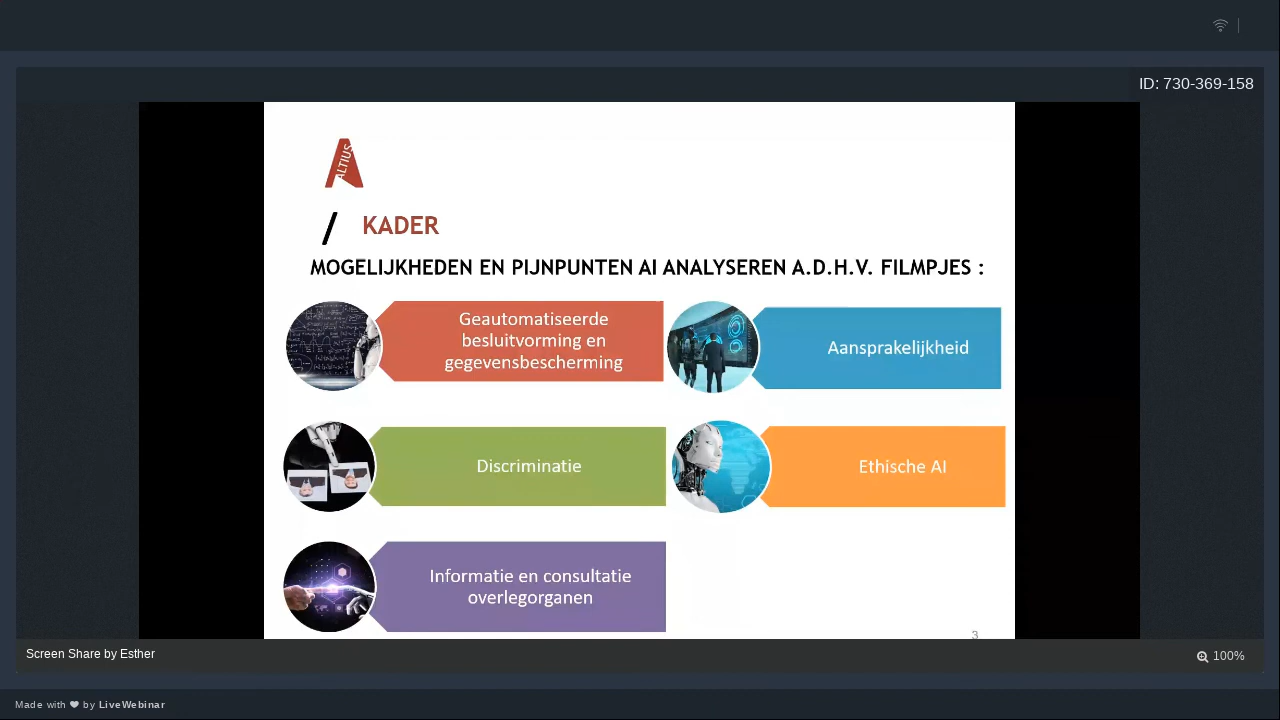 ID: 730-369-158
ALTIUS
/ KADER
MOGELIJKHEDEN EN PIJNPUNTEN AI ANALYSEREN A.D.H.V. FILMPJES :
Geautomatiseerde
besluitvorming en
gegevensbescherming
Aansprakelijkheid
Discriminatie
Ethische AI
Informatie en consultatie
overlegorganen
3
Screen Share by Esther
100%
Made with ❤ by LiveWebinar